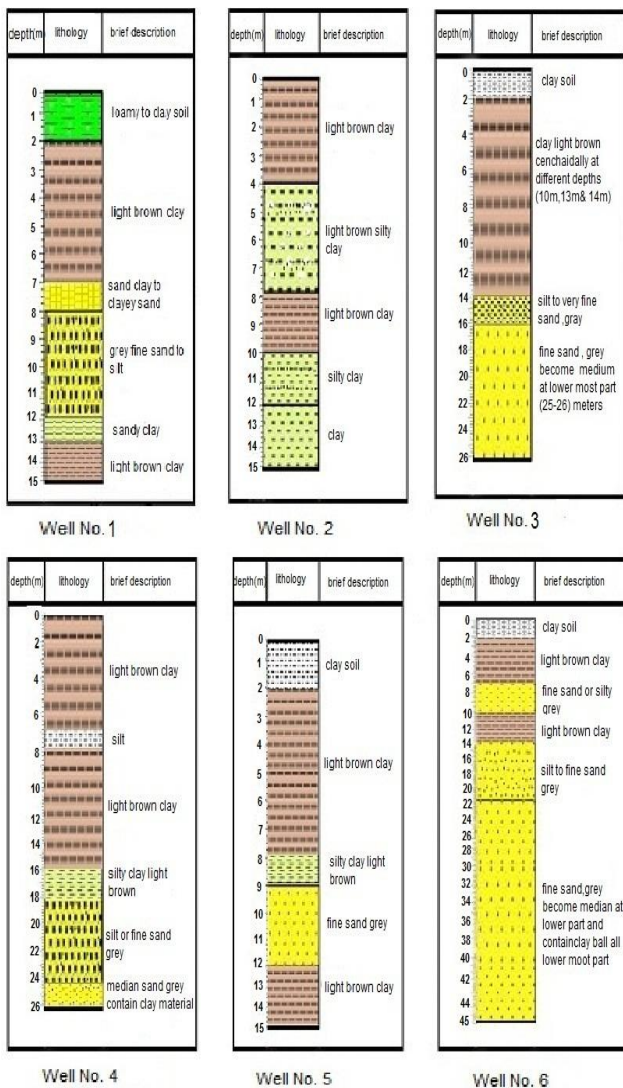 depth(m) lithology brief description
0
1
2
3
4
5
6
7
8
9
10
11
12
13
15
loamy to clay soil
light brown clay
sand clay to
clayey sand
grey fine sand to
silt
sandy clay
light brown clay
Well No. 1
depth(m) lithology brief description
0
1
2
3
4
5
6
7
8
9
10
11
12
13
14
15
light brown clay
light brown silty
clay
light brown clay
silty clay
clay
Well No. 2
depth(m) lithology brief description
0
2
4
6
8
10
12
14
16
18
20
22
24
26
clay soil
clay light brown
cenchaidally at
different depths
(10m,13m& 14m)
silt to very fine
sand ,gray
fine sand , grey
become medium
at lower most part
(25-26) meters
Well No. 3
depth(m) lithology brief description
0
2
4
6
8
10
12
14
16
18
20
22
24
26
light brown clay
silt
light brown clay
silty clay light
brown
silt or fine sand
grey
median sand grey
contain clay material
Well No. 4
depth(m) lithology brief description
0
1
2
3
4
5
6
7
8
9
10
11
12
13
14
15
clay soil
light brown clay
silty clay light
brown
fine sand grey
light brown clay
Well No. 5
depth(m) lithology brief description
0
2
4
6
8
10
12
14
16
18
20
22
24
26
45
30
32
34
36
38
40
44
45
clay soil
light brown clay
fine sand or silty
grey
light brown clay
silt to fine sand
grey
fine sand,grey
become median at
lower part and
containclay ball all
lower moot part
Well No. 6